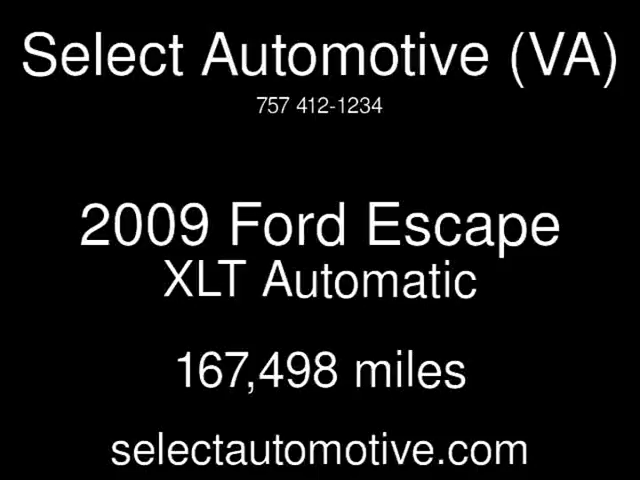 Select Automotive (VA)
757 412-1234
2009 Ford Escape
XLT Automatic
167,498 miles
selectautomotive.com